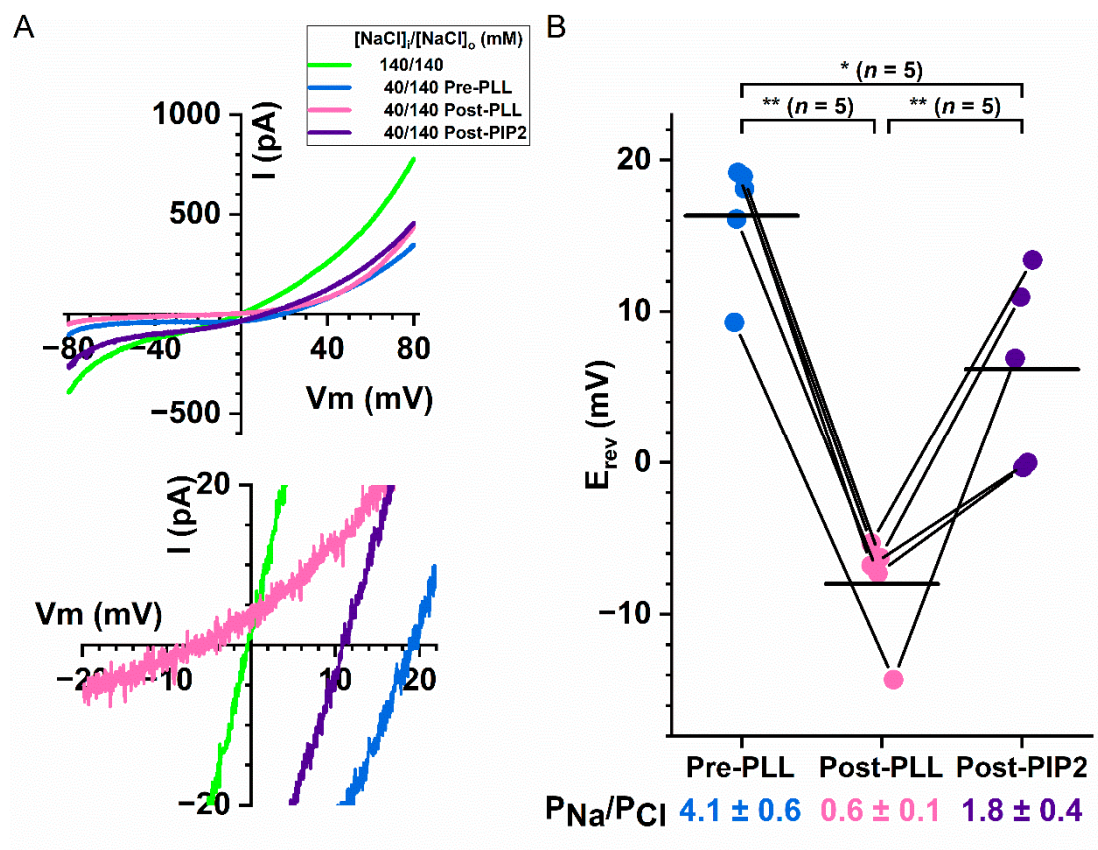 A
[NaCl]i/[NaCl]o (mM)
140/140
40/140 Pre-PLL
40/140 Post-PLL
40/140 Post-PIP2
1000
500
−500
I (pA)
−80
−40
40
80
Vm (mV)
20
I (pA)
Vm (mV)
−20
−10
10
20
−20
B
* (n = 5)
** (n = 5)
** (n = 5)
20
10
0
−10
Erev (mV)
Pre-PLL
Post-PLL
Post-PIP2
PNa/PCl
4.1 ± 0.6
0.6 ± 0.1
1.8 ± 0.4